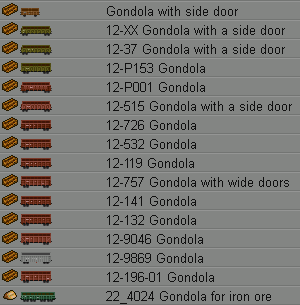 Gondola with side door
12-XX Gondola with a side door
12-37 Gondola with a side door
12-P153 Gondola
12-P001 Gondola
12-515 Gondola with a side door
12-726 Gondola
12-532 Gondola
12-119 Gondola
12-757 Gondola with wide doors
12-141 Gondola
12-132 Gondola
12-9046 Gondola
12-9869 Gondola
12-196-01 Gondola
22_4024 Gondola for iron ore